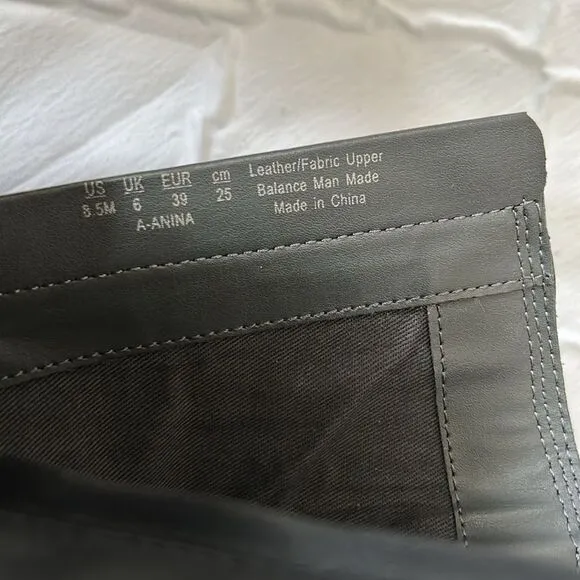 US UK EUR cm
8.5M 6 39 25
A-ANINA
Leather/Fabric Upper
Balance Man Made
Made in China